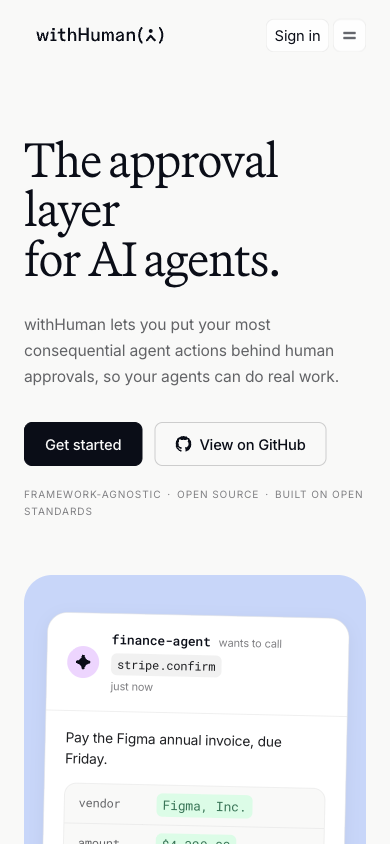 withHuman( )
Sign in
The approval
layer
for AI agents.
withHuman lets you put your most
consequential agent actions behind human
approvals, so your agents can do real work.
Get started
View on GitHub
FRAMEWORK-AGNOSTIC · OPEN SOURCE · BUILT ON OPEN
STANDARDS
finance-agent wants to call
stripe.confirm
just now
Pay the Figma annual invoice, due
Friday.
vendor Figma, Inc.
amount